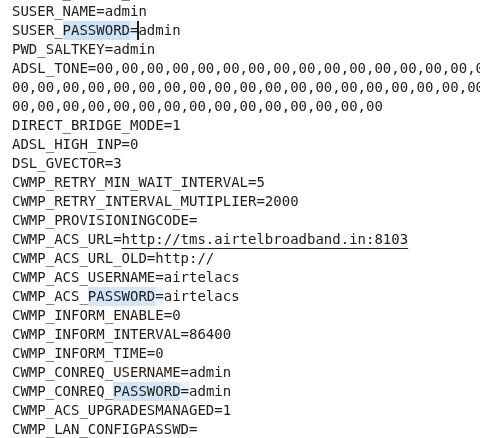 SUSER_NAME=admin
SUSER_PASSWORD=admin
PWD_SALTKEY=admin
ADSL_TONE=00,00,00,00,00,00,00,00,00,00,00,00,00,00,00,0
00,00,00,00,00,00,00,00,00,00,00,00,00,00,00,00,00,00,00
00,00,00,00,00,00,00,00,00,00,00,00,00,00,00
DIRECT_BRIDGE_MODE=1
ADSL_HIGH_INP=0
DSL_GVECTOR=3
CWMP_RETRY_MIN_WAIT_INTERVAL=5
CWMP_RETRY_INTERVAL_MUTIPLIER=2000
CWMP_PROVISIONINGCODE=
CWMP_ACS_URL=http://tms.airtelbroadband.in:8103
CWMP_ACS_URL_OLD=http://
CWMP_ACS_USERNAME=airtelacs
CWMP_ACS_PASSWORD=airtelacs
CWMP_INFORM_ENABLE=0
CWMP_INFORM_INTERVAL=86400
CWMP_INFORM_TIME=0
CWMP_CONREQ_USERNAME=admin
CWMP_CONREQ_PASSWORD=admin
CWMP_ACS_UPGRADESMANAGED=1
CWMP_LAN_CONFIGPASSWD=